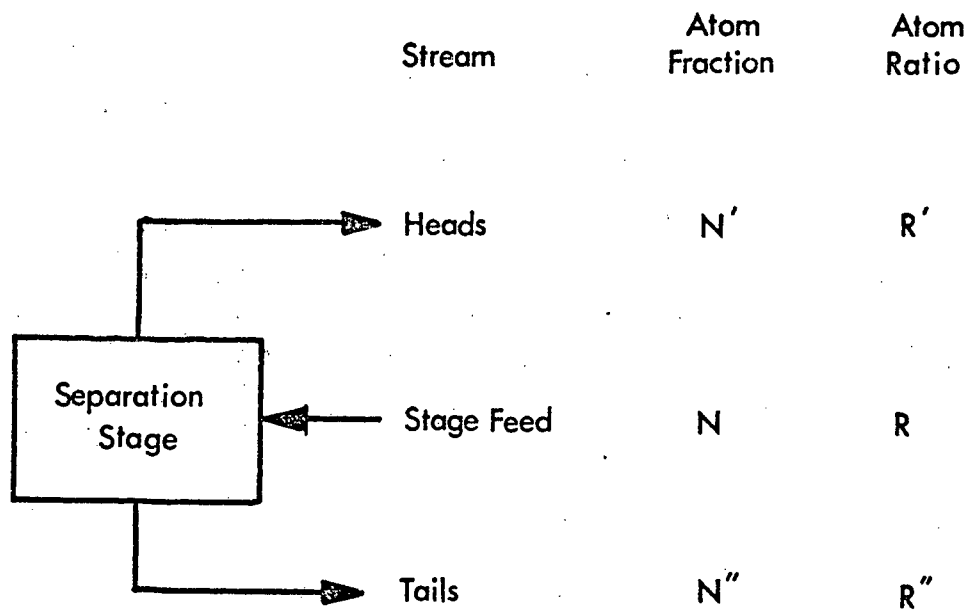 Stream Atom Fraction Atom Ratio
Heads N′ R′
Separation Stage
Stage Feed N R
Tails N″ R″